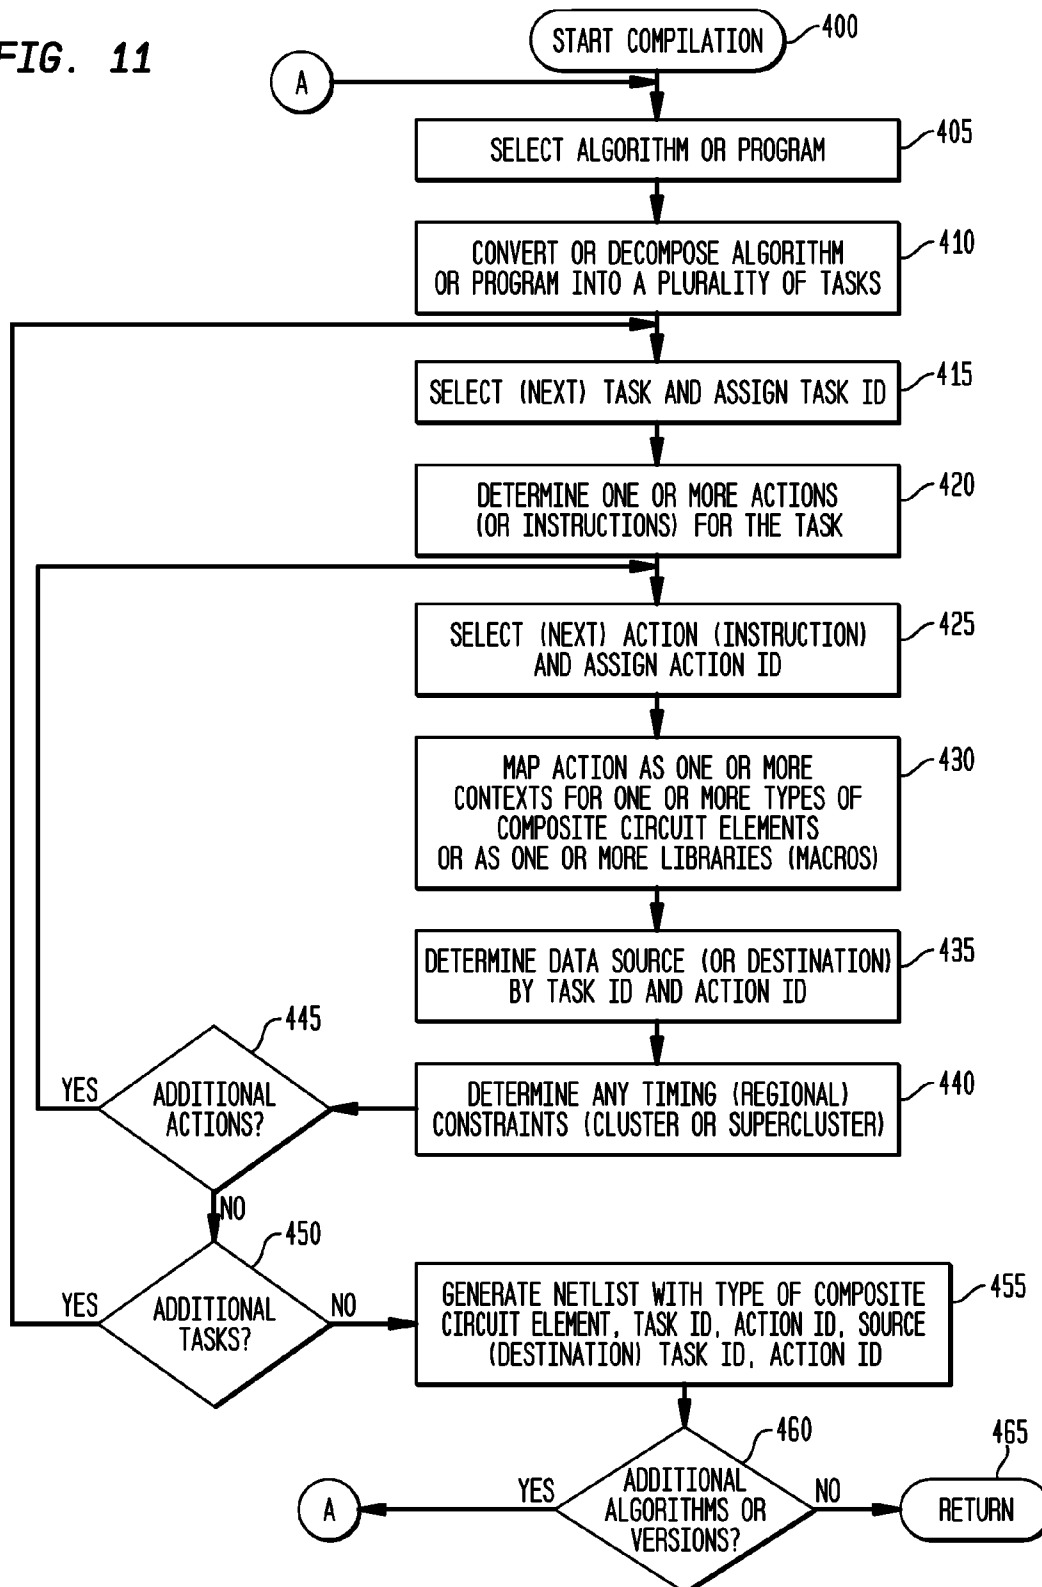 FIG. 11
START COMPILATION
400
A
SELECT ALGORITHM OR PROGRAM
405
CONVERT OR DECOMPOSE ALGORITHM
OR PROGRAM INTO A PLURALITY OF TASKS
410
SELECT (NEXT) TASK AND ASSIGN TASK ID
415
DETERMINE ONE OR MORE ACTIONS
(OR INSTRUCTIONS) FOR THE TASK
420
SELECT (NEXT) ACTION (INSTRUCTION)
AND ASSIGN ACTION ID
425
MAP ACTION AS ONE OR MORE
CONTEXTS FOR ONE OR MORE TYPES OF
COMPOSITE CIRCUIT ELEMENTS
OR AS ONE OR MORE LIBRARIES (MACROS)
430
DETERMINE DATA SOURCE (OR DESTINATION)
BY TASK ID AND ACTION ID
435
DETERMINE ANY TIMING (REGIONAL)
CONSTRAINTS (CLUSTER OR SUPERCLUSTER)
440
445
YES
ADDITIONAL
ACTIONS?
NO
450
YES
ADDITIONAL
TASKS?
NO
GENERATE NETLIST WITH TYPE OF COMPOSITE
CIRCUIT ELEMENT, TASK ID, ACTION ID, SOURCE
(DESTINATION) TASK ID, ACTION ID
455
460
A
YES
ADDITIONAL
ALGORITHMS OR
VERSIONS?
NO
465
RETURN